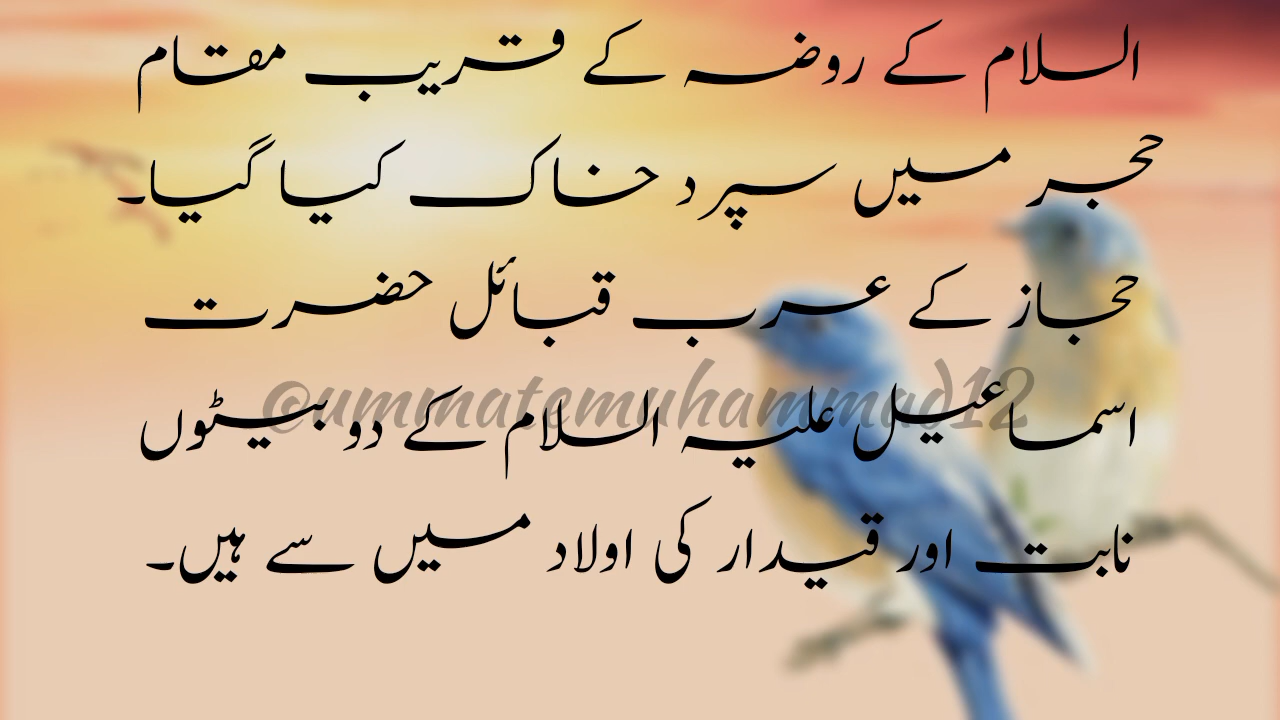 السلام کے روضہ کے قریب مقام
حجر میں سپرد خاک کیا گیا۔
حجاز کے عرب قبائل حضرت
اسماعیل علیہ السلام کے دو بیٹوں
@ummatemuhammad12
نابت اور قیدار کی اولاد میں سے ہیں۔